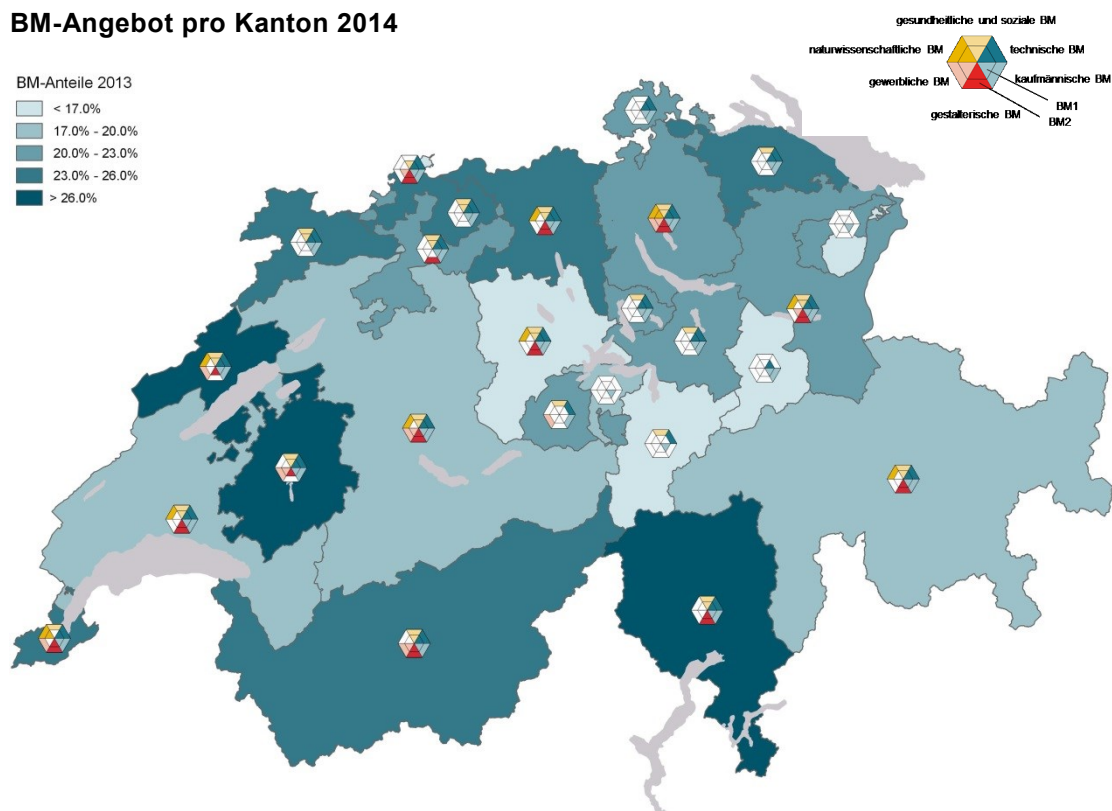 BM-Angebot pro Kanton 2014
gesundheitliche und soziale BM
naturwissenschaftliche BM
technische BM
gewerbliche BM
kaufmännische BM
BM1
gestalterische BM
BM2
BM-Anteile 2013
< 17.0%
17.0% - 20.0%
20.0% - 23.0%
23.0% - 26.0%
> 26.0%